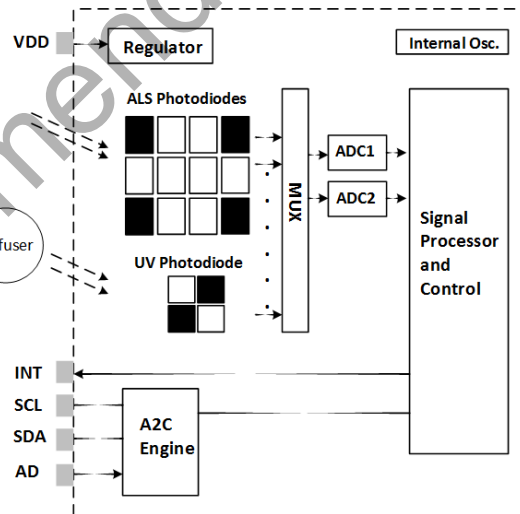 VDD
Regulator
Internal Osc.
ALS Photodiodes
ADC1
ADC2
MUX
Signal
Processor
and
Control
fuser
UV Photodiode
INT
SCL
SDA
AD
A2C
Engine
mend